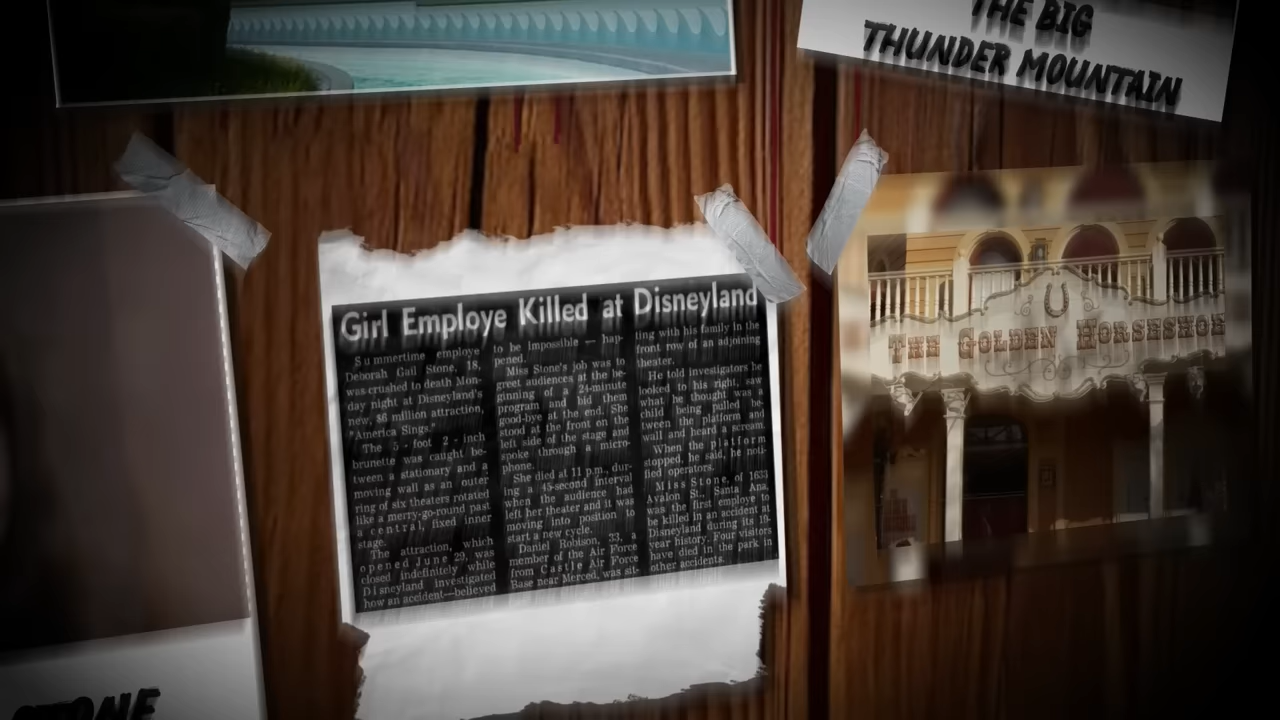 THE BIG
THUNDER MOUNTAIN
Girl Employe Killed at Disneyland
Summertime employe
Deborah Gail Stone, 18,
was crushed to death Mon-
day night at Disneyland's
new, $6 million attraction,
"America Sings."
The 5-foot 2-inch
brunette was caught be-
tween a stationary and a
moving wall as an outer
ring of six theaters rotated
like a merry-go-round past
a central, fixed inner
stage.
The attraction, which
opened June 29, was
closed indefinitely while
Disneyland investigated
how an accident—believed
to be impossible — hap-
pened.
Miss Stone's job was to
greet audiences at the be-
ginning of a 24-minute
program and bid them
good-bye at the end. She
stood at the front on the
left side of the stage and
spoke through a micro-
phone.
She died at 11 p.m., dur-
ing a 45-second interval
when the audience had
left her theater and it was
moving into position to
start a new cycle.
Daniel Robison, 33, a
member of the Air Force
from Castle Air Force
Base near Merced, was sit-
ting with his family in the
front row of an adjoining
theater.
He told investigators he
looked to his right, saw
what he thought was a
child being pulled be-
tween the platform and
wall and heard a scream.
When the platform
stopped, he said, he noti-
fied operators.
Miss Stone, of 1633
Avalon St., Santa Ana,
was the first employe to
be killed in an accident at
Disneyland during its 19-
year history. Four visitors
have died in the park in
other accidents.
THE GOLDEN HORSESHOE
STONE